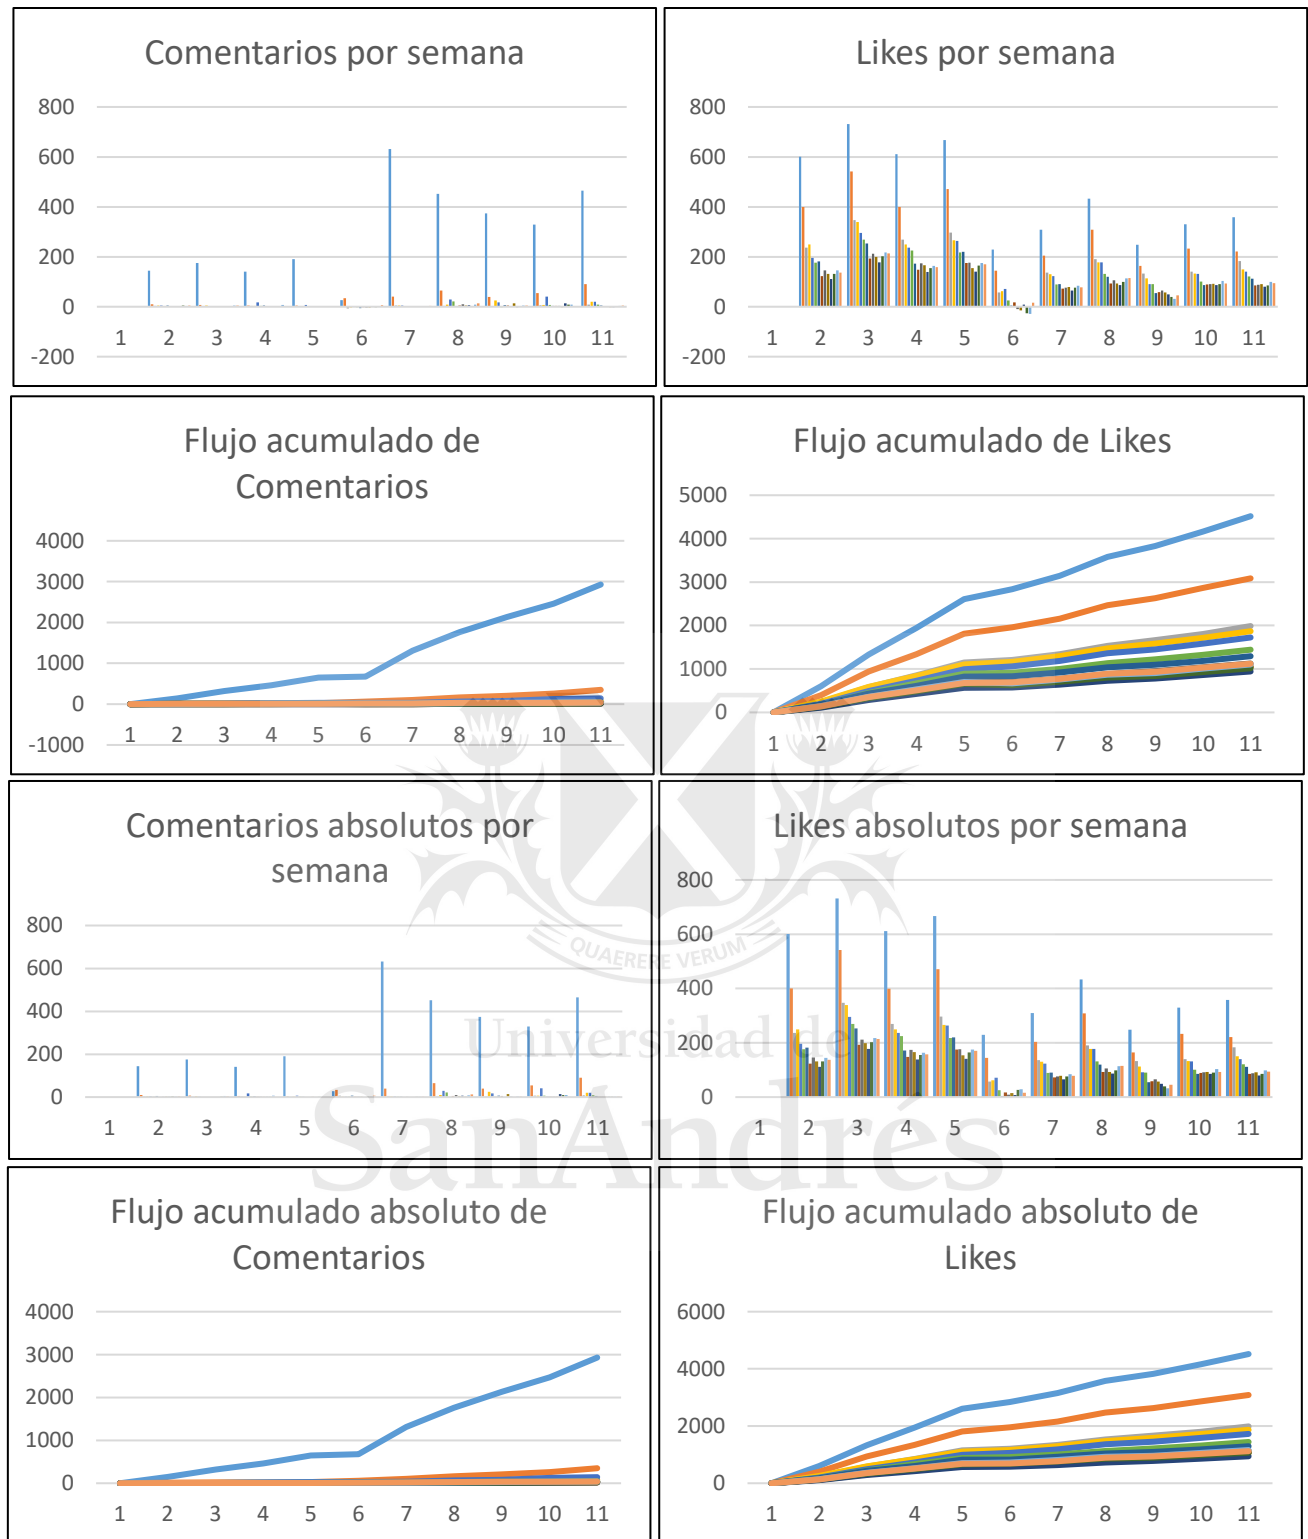 Comentarios por semana
800
600
400
200
0
-200
1 2 3 4 5 6 7 8 9 10 11
Likes por semana
800
600
400
200
0
-200
1 2 3 4 5 6 7 8 9 10 11
Flujo acumulado de
Comentarios
4000
3000
2000
1000
0
-1000
1 2 3 4 5 6 7 8 9 10 11
Flujo acumulado de Likes
5000
4000
3000
2000
1000
0
1 2 3 4 5 6 7 8 9 10 11
Comentarios absolutos por
semana
800
600
400
200
0
1 2 3 4 5 6 7 8 9 10 11
Likes absolutos por semana
800
600
400
200
0
1 2 3 4 5 6 7 8 9 10 11
QUAERERE VERUM
Universidad de
SanAndrés
Flujo acumulado absoluto de
Comentarios
4000
3000
2000
1000
0
1 2 3 4 5 6 7 8 9 10 11
Flujo acumulado absoluto de
Likes
6000
4000
2000
0
1 2 3 4 5 6 7 8 9 10 11